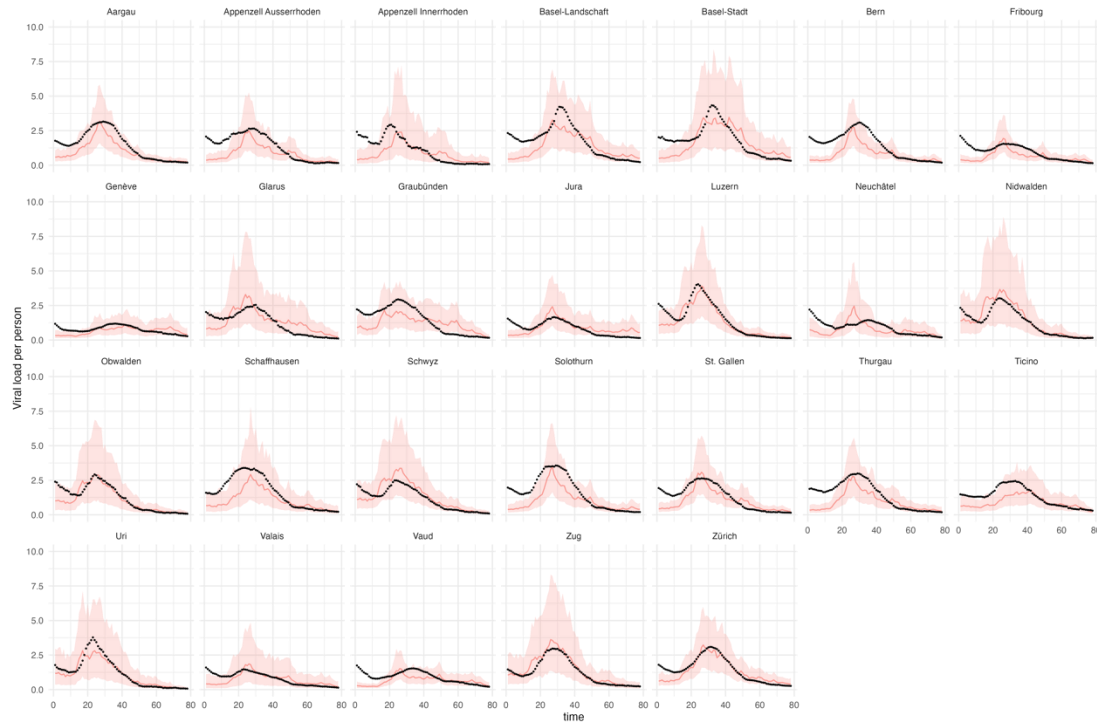 Aargau Appenzell Ausserrhoden Appenzell Innerrhoden Basel-Landschaft Basel-Stadt Bern Fribourg
10.0
7.5
5.0
2.5
0.0
Genève Glarus Graubünden Jura Luzern Neuchâtel Nidwalden
10.0
7.5
5.0
2.5
0.0
Viral load per person
Obwalden Schaffhausen Schwyz Solothurn St. Gallen Thurgau Ticino
10.0
7.5
5.0
2.5
0.0
0 20 40 60 80 0 20 40 60 80
Uri Valais Vaud Zug Zürich
10.0
7.5
5.0
2.5
0.0
0 20 40 60 80 0 20 40 60 80 0 20 40 60 80 0 20 40 60 80 0 20 40 60 80
time